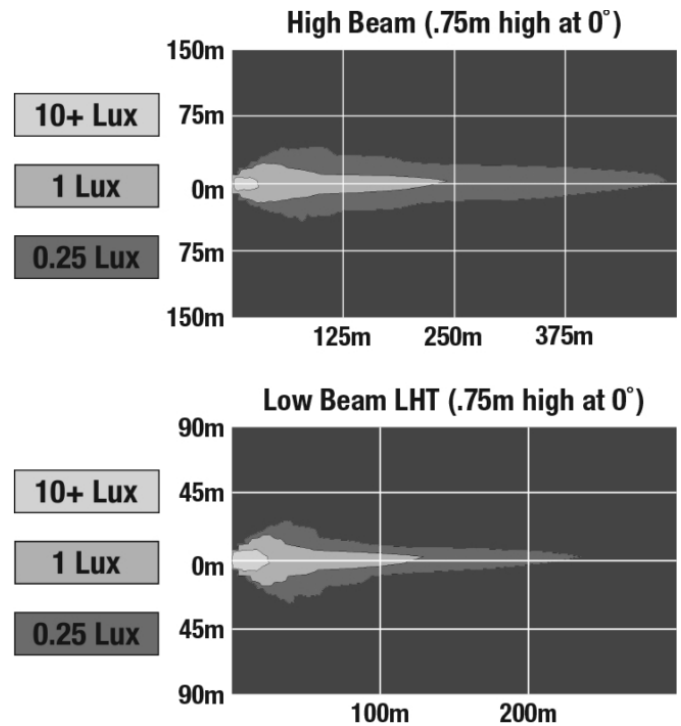 High Beam (.75m high at 0°)
150m
10+ Lux
75m
1 Lux
0m
0.25 Lux
75m
150m
125m 250m 375m
Low Beam LHT (.75m high at 0°)
90m
10+ Lux
45m
1 Lux
0m
0.25 Lux
45m
90m
100m 200m